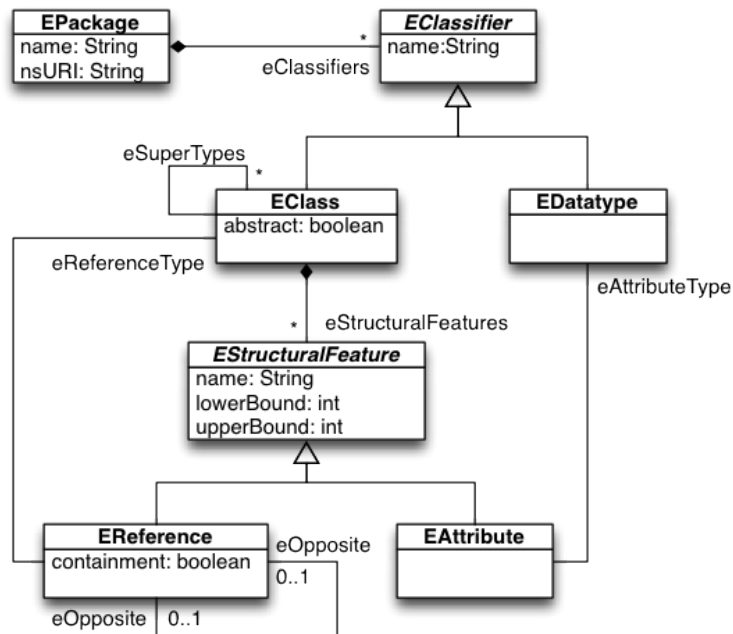 EPackage
name: String
nsURI: String
*
eClassifiers
EClassifier
name:String
eSuperTypes
*
EClass
abstract: boolean
EDatatype
eReferenceType
eAttributeType
*
eStructuralFeatures
EStructuralFeature
name: String
lowerBound: int
upperBound: int
EReference
containment: boolean
eOpposite
0..1
EAttribute
eOpposite
0..1